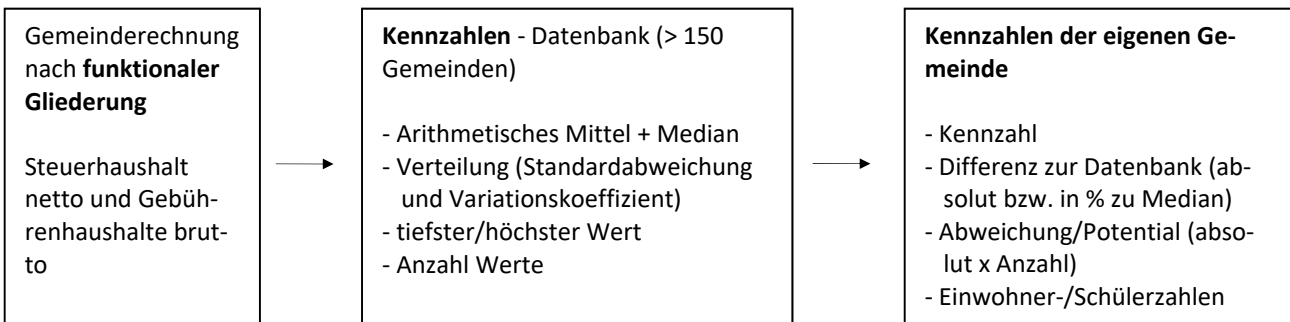 Gemeinderechnung
nach funktionaler
Gliederung
Steuerhaushalt
netto und Gebüh-
renhaushalte brut-
to
Kennzahlen - Datenbank (> 150
Gemeinden)
- Arithmetisches Mittel + Median
- Verteilung (Standardabweichung
und Variationskoeffizient)
- tiefster/höchster Wert
- Anzahl Werte
Kennzahlen der eigenen Ge-
meinde
- Kennzahl
- Differenz zur Datenbank (ab-
solut bzw. in % zu Median)
- Abweichung/Potential (abso-
lut x Anzahl)
- Einwohner-/Schülerzahlen